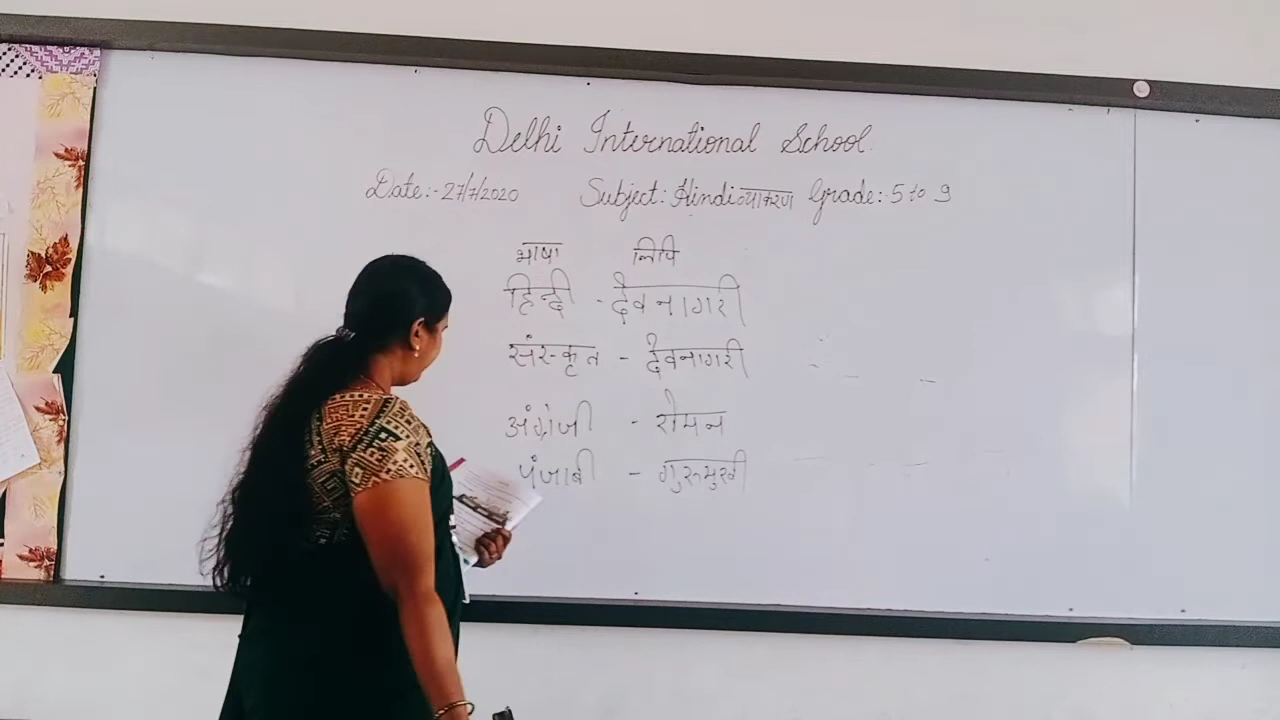 Delhi International School.
Date:- 27/7/2020 Subject: Hindi व्याकरण Grade:- 5 to 9
भाषा लिपि
हिन्दी - देवनागरी
संस्कृत - देवनागरी
अंग्रेजी - रोमन
पंजाबी - गुरुमुखी